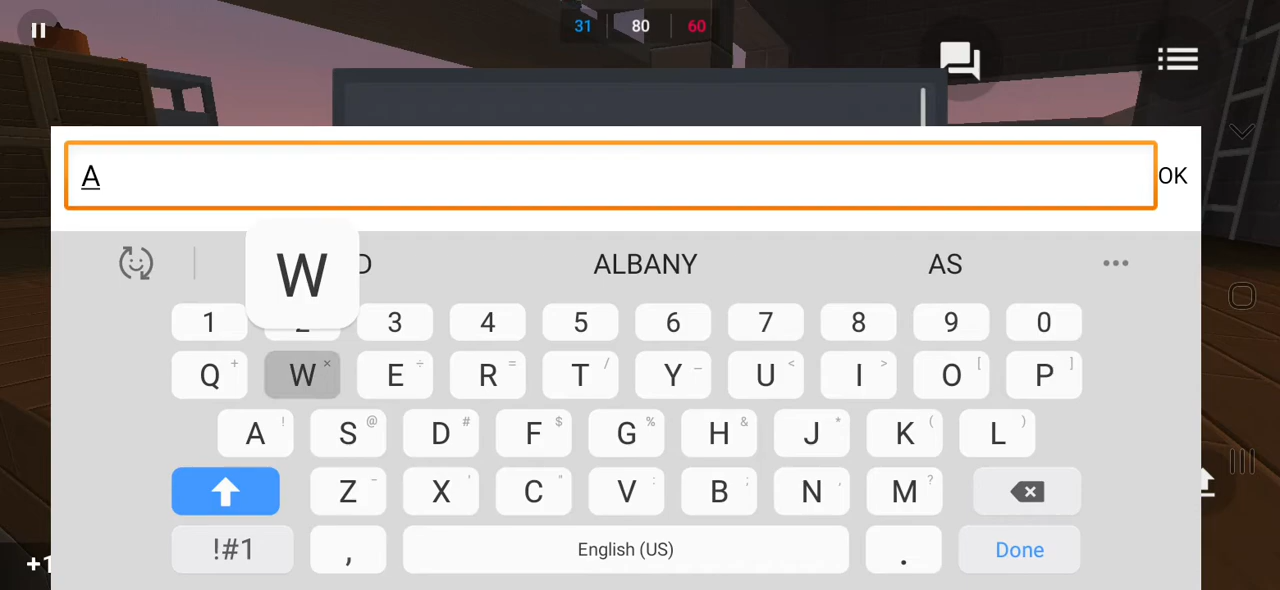 31 80 60
A
OK
W
D ALBANY AS
1 2 3 4 5 6 7 8 9 0
Q + W × E ÷ R = T / Y _ U < I > O [ P ]
A ! S @ D # F $ G % H & J * K ( L )
Z - X ' C " V : B ; N , M ?
!#1 , English (US) . Done
+1